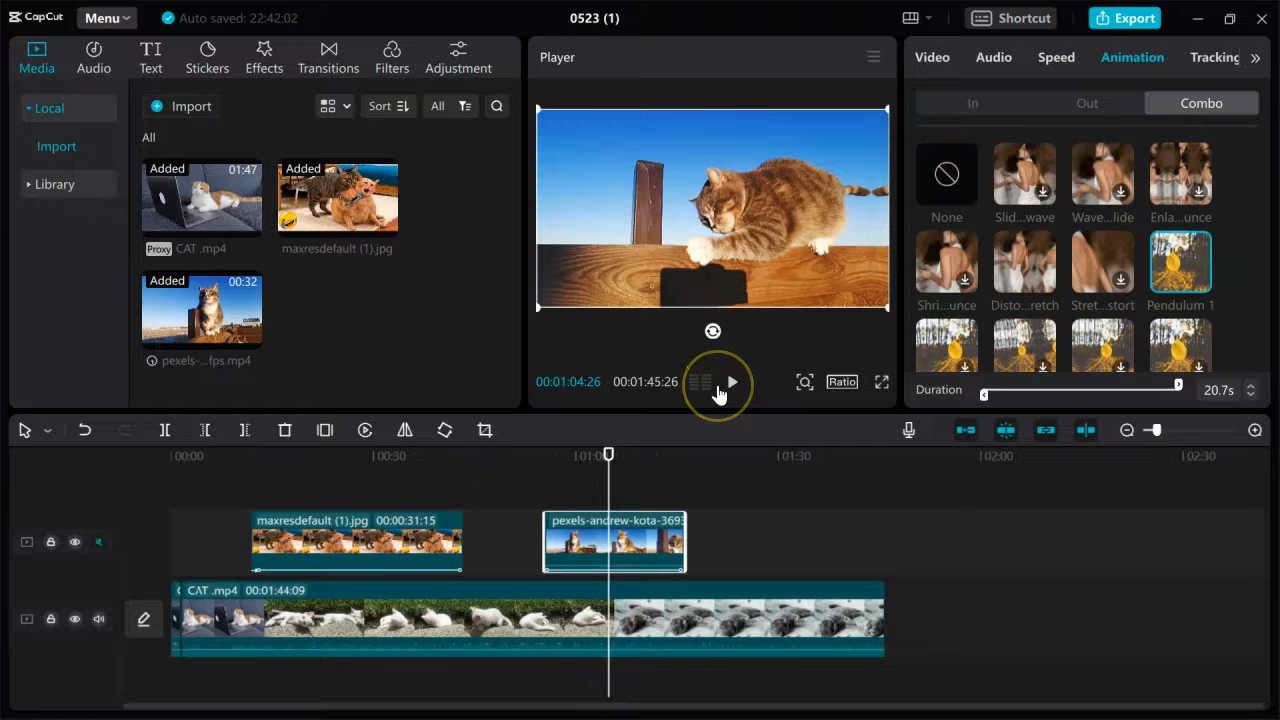 CapCut Menu Auto saved: 22:42:02 0523 (1) Shortcut Export
Media Audio Text Stickers Effects Transitions Filters Adjustment
Local
Import
Library
Import Sort All
All
Added 01:47
Proxy CAT .mp4
Added
maxresdefault (1).jpg
Added 00:32
pexels-...fps.mp4
Player
00:01:04:26 00:01:45:26 Ratio
Video Audio Speed Animation Tracking
In Out Combo
None Slid...wave Wave...lide Enla...unce
Shri...unce Disto...retch Stret...stort Pendulum 1
Duration 20.7s
00:00 00:30 01:00 01:30 02:00 02:30
maxresdefault (1).jpg 00:00:31:15
pexels-andrew-kota-3693
CAT .mp4 00:01:44:09